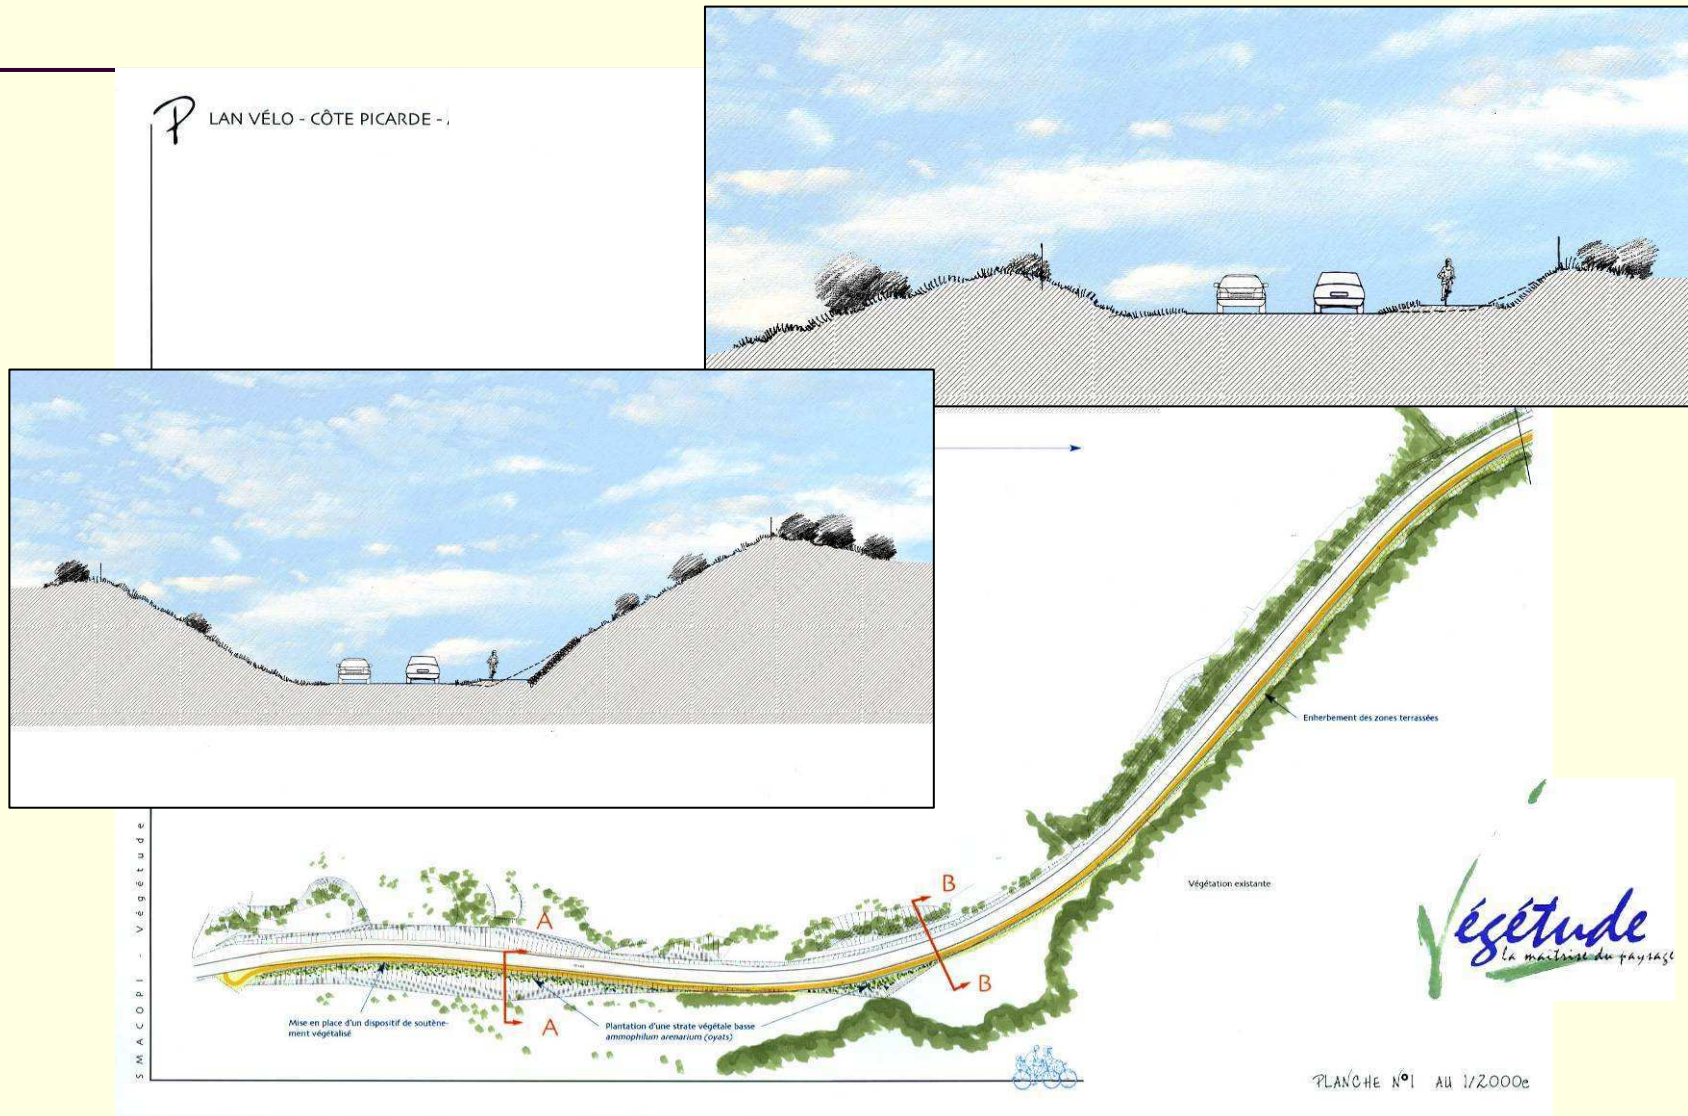 PLAN VÉLO - CÔTE PICARDE -
Enherbement des zones terrassées
Végétation existante
SMACOPI - Végétude
A
A
B
B
Mise en place d'un dispositif de soutène-
ment végétalisé
Plantation d'une strate végétale basse
ammophilum arenarium (oyats)
Végétude
la maîtrise du paysage
PLANCHE N°1 AU 1/2000e